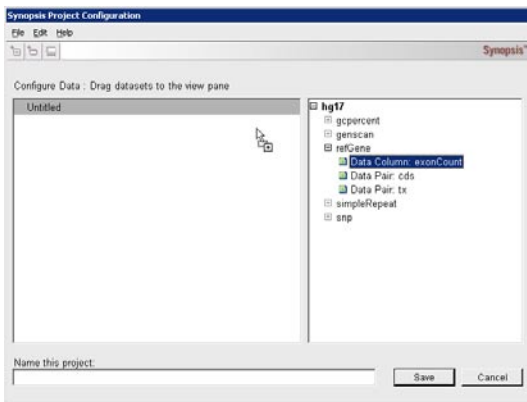 Synopsis Project Configuration
File Edit Help
Synopsis™
Configure Data : Drag datasets to the view pane
Untitled
hg17
gcpercent
genscan
refGene
Data Column: exonCount
Data Pair: cds
Data Pair: tx
simpleRepeat
snp
Name this project:
Save Cancel